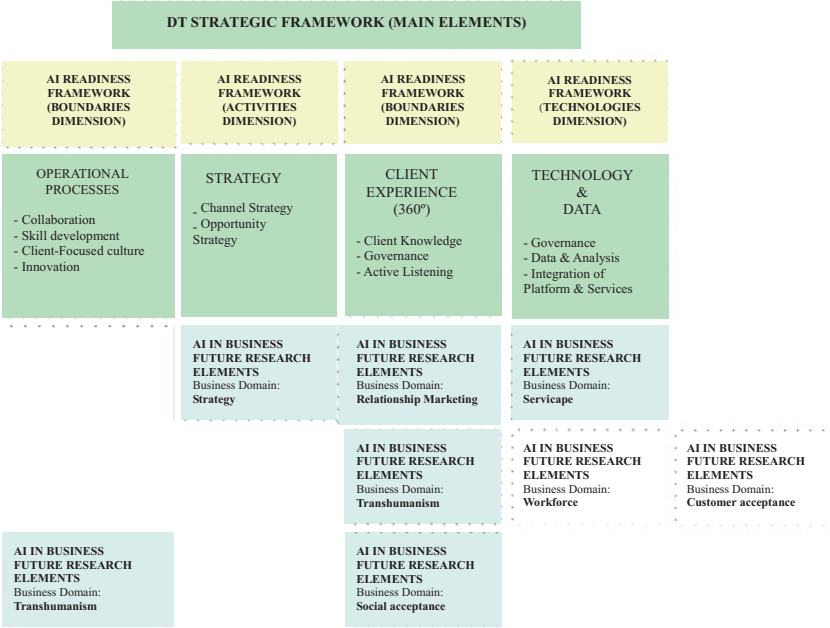 DT STRATEGIC FRAMEWORK (MAIN ELEMENTS)
AI READINESS
FRAMEWORK
(BOUNDARIES
DIMENSION)
AI READINESS
FRAMEWORK
(ACTIVITIES
DIMENSION)
AI READINESS
FRAMEWORK
(BOUNDARIES
DIMENSION)
AI READINESS
FRAMEWORK
(TECHNOLOGIES
DIMENSION)
OPERATIONAL
PROCESSES
- Collaboration
- Skill development
- Client-Focused culture
- Innovation
STRATEGY
- Channel Strategy
- Opportunity
Strategy
CLIENT
EXPERIENCE
(360º)
- Client Knowledge
- Governance
- Active Listening
TECHNOLOGY
&
DATA
- Governance
- Data & Analysis
- Integration of
Platform & Services
AI IN BUSINESS
FUTURE RESEARCH
ELEMENTS
Business Domain:
Strategy
AI IN BUSINESS
FUTURE RESEARCH
ELEMENTS
Business Domain:
Relationship Marketing
AI IN BUSINESS
FUTURE RESEARCH
ELEMENTS
Business Domain:
Servicape
AI IN BUSINESS
FUTURE RESEARCH
ELEMENTS
Business Domain:
Transhumanism
AI IN BUSINESS
FUTURE RESEARCH
ELEMENTS
Business Domain:
Workforce
AI IN BUSINESS
FUTURE RESEARCH
ELEMENTS
Business Domain:
Customer acceptance
AI IN BUSINESS
FUTURE RESEARCH
ELEMENTS
Business Domain:
Transhumanism
AI IN BUSINESS
FUTURE RESEARCH
ELEMENTS
Business Domain:
Social acceptance